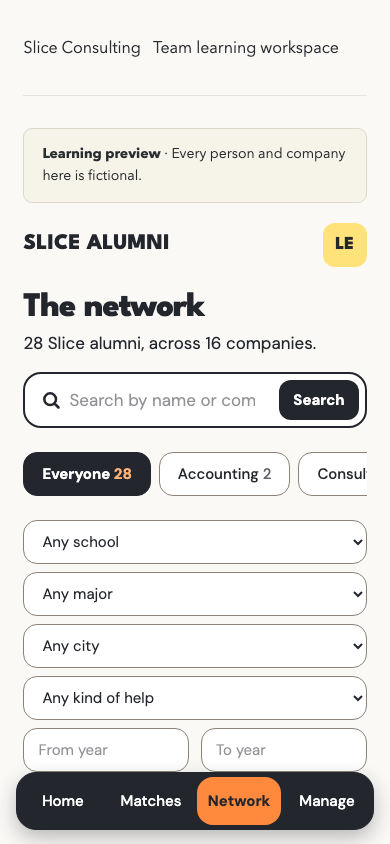 Slice Consulting Team learning workspace
Learning preview · Every person and company
here is fictional.
SLICE ALUMNI
LE
The network
28 Slice alumni, across 16 companies.
Search by name or com
Search
Everyone 28
Accounting 2
Consul
Any school
Any major
Any city
Any kind of help
From year
To year
Home
Matches
Network
Manage